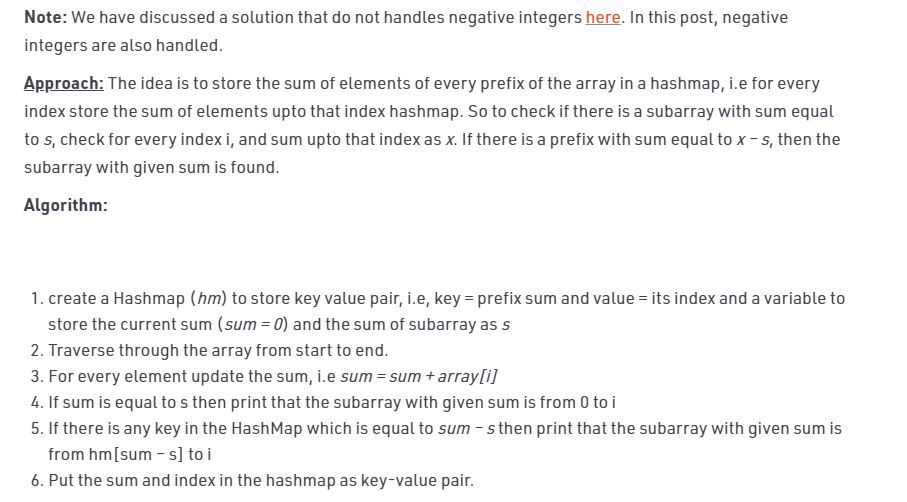 Note: We have discussed a solution that do not handles negative integers here. In this post, negative
integers are also handled.
Approach: The idea is to store the sum of elements of every prefix of the array in a hashmap, i.e for every
index store the sum of elements upto that index hashmap. So to check if there is a subarray with sum equal
to s, check for every index i, and sum upto that index as x. If there is a prefix with sum equal to x – s, then the
subarray with given sum is found.
Algorithm:
1. create a Hashmap (hm) to store key value pair, i.e, key = prefix sum and value = its index and a variable to
store the current sum (sum = 0) and the sum of subarray as s
2. Traverse through the array from start to end.
3. For every element update the sum, i.e sum = sum + array[i]
4. If sum is equal to s then print that the subarray with given sum is from 0 to i
5. If there is any key in the HashMap which is equal to sum – s then print that the subarray with given sum is
from hm[sum – s] to i
6. Put the sum and index in the hashmap as key-value pair.